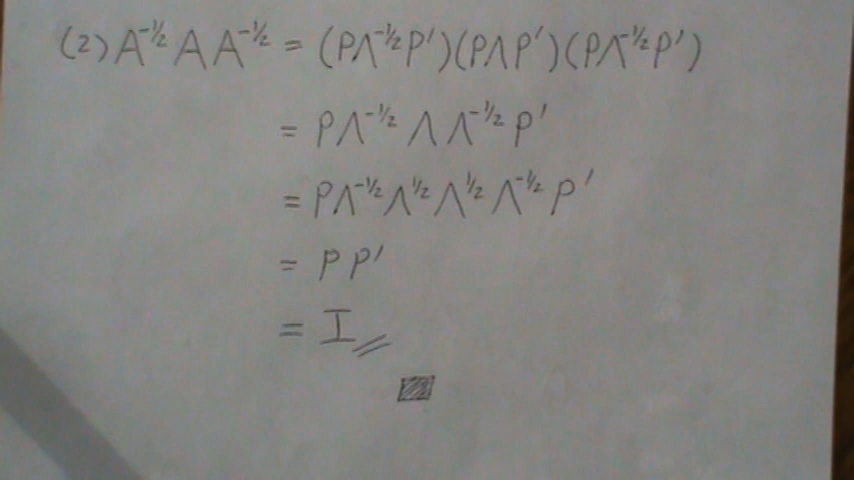 (2) A^{-1/2} A A^{-1/2} = (PΛ^{-1/2}P')(PΛP')(PΛ^{-1/2}P')
= PΛ^{-1/2} Λ Λ^{-1/2} P'
= PΛ^{-1/2} Λ^{1/2} Λ^{1/2} Λ^{-1/2} P'
= P P'
= I